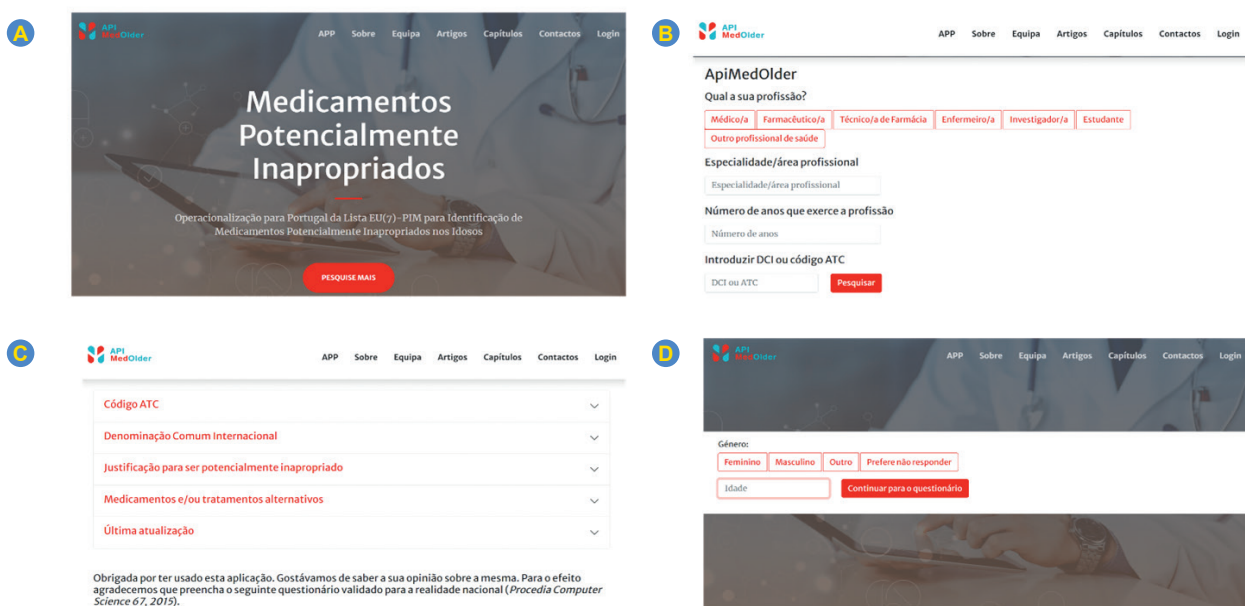 A
API
MedOlder
APP Sobre Equipa Artigos Capítulos Contactos Login
Medicamentos
Potencialmente
Inapropriados
Operacionalização para Portugal da Lista EU(7)-PIM para Identificação de
Medicamentos Potencialmente Inapropriados nos Idosos
PESQUISE MAIS
B
API
MedOlder
APP Sobre Equipa Artigos Capítulos Contactos Login
ApiMedOlder
Qual a sua profissão?
Médico/a Farmacêutico/a Técnico/a de Farmácia Enfermeiro/a Investigador/a Estudante
Outro profissional de saúde
Especialidade/área profissional
Especialidade/área profissional
Número de anos que exerce a profissão
Número de anos
Introduzir DCI ou código ATC
DCI ou ATC Pesquisar
C
API
MedOlder
APP Sobre Equipa Artigos Capítulos Contactos Login
Código ATC
Denominação Comum Internacional
Justificação para ser potencialmente inapropriado
Medicamentos e/ou tratamentos alternativos
Última atualização
Obrigada por ter usado esta aplicação. Gostávamos de saber a sua opinião sobre a mesma. Para o efeito
agradecemos que preencha o seguinte questionário validado para a realidade nacional (Procedia Computer
Science 67, 2015).
D
API
MedOlder
APP Sobre Equipa Artigos Capítulos Contactos Login
Género:
Feminino Masculino Outro Prefere não responder
Idade Continuar para o questionário